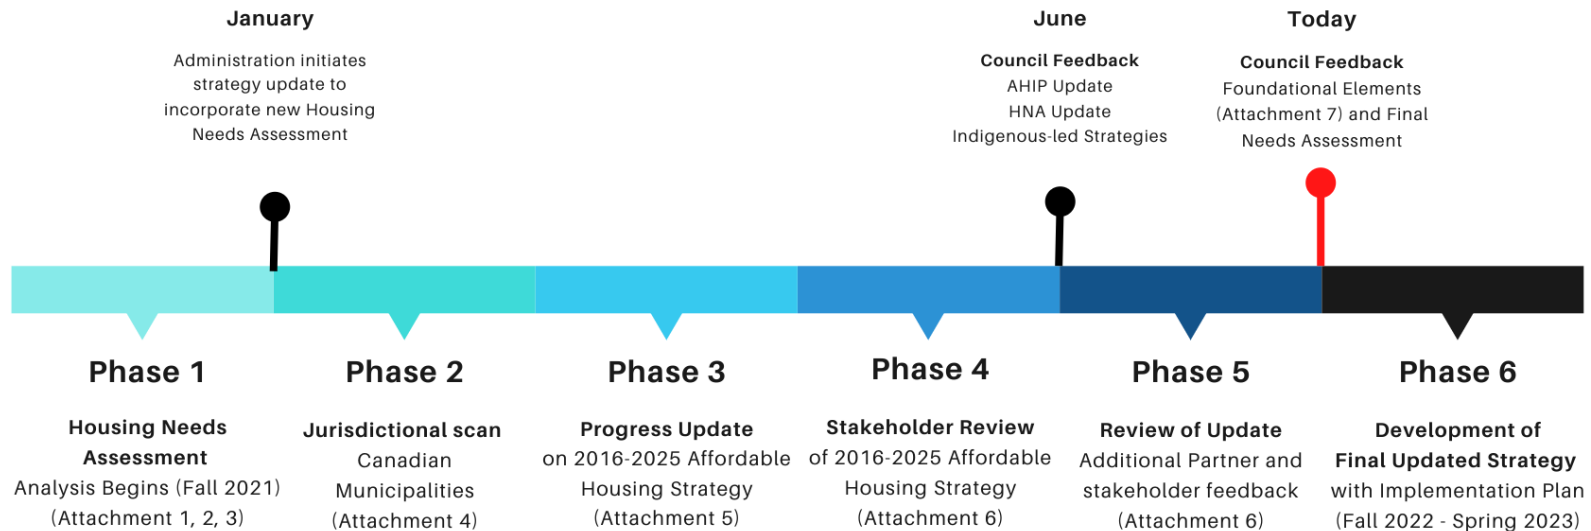 January
Administration initiates
strategy update to
incorporate new Housing
Needs Assessment
June
Council Feedback
AHIP Update
HNA Update
Indigenous-led Strategies
Today
Council Feedback
Foundational Elements
(Attachment 7) and Final
Needs Assessment
Phase 1
Housing Needs
Assessment
Analysis Begins (Fall 2021)
(Attachment 1, 2, 3)
Phase 2
Jurisdictional scan
Canadian
Municipalities
(Attachment 4)
Phase 3
Progress Update
on 2016-2025 Affordable
Housing Strategy
(Attachment 5)
Phase 4
Stakeholder Review
of 2016-2025 Affordable
Housing Strategy
(Attachment 6)
Phase 5
Review of Update
Additional Partner and
stakeholder feedback
(Attachment 6)
Phase 6
Development of
Final Updated Strategy
with Implementation Plan
(Fall 2022 - Spring 2023)